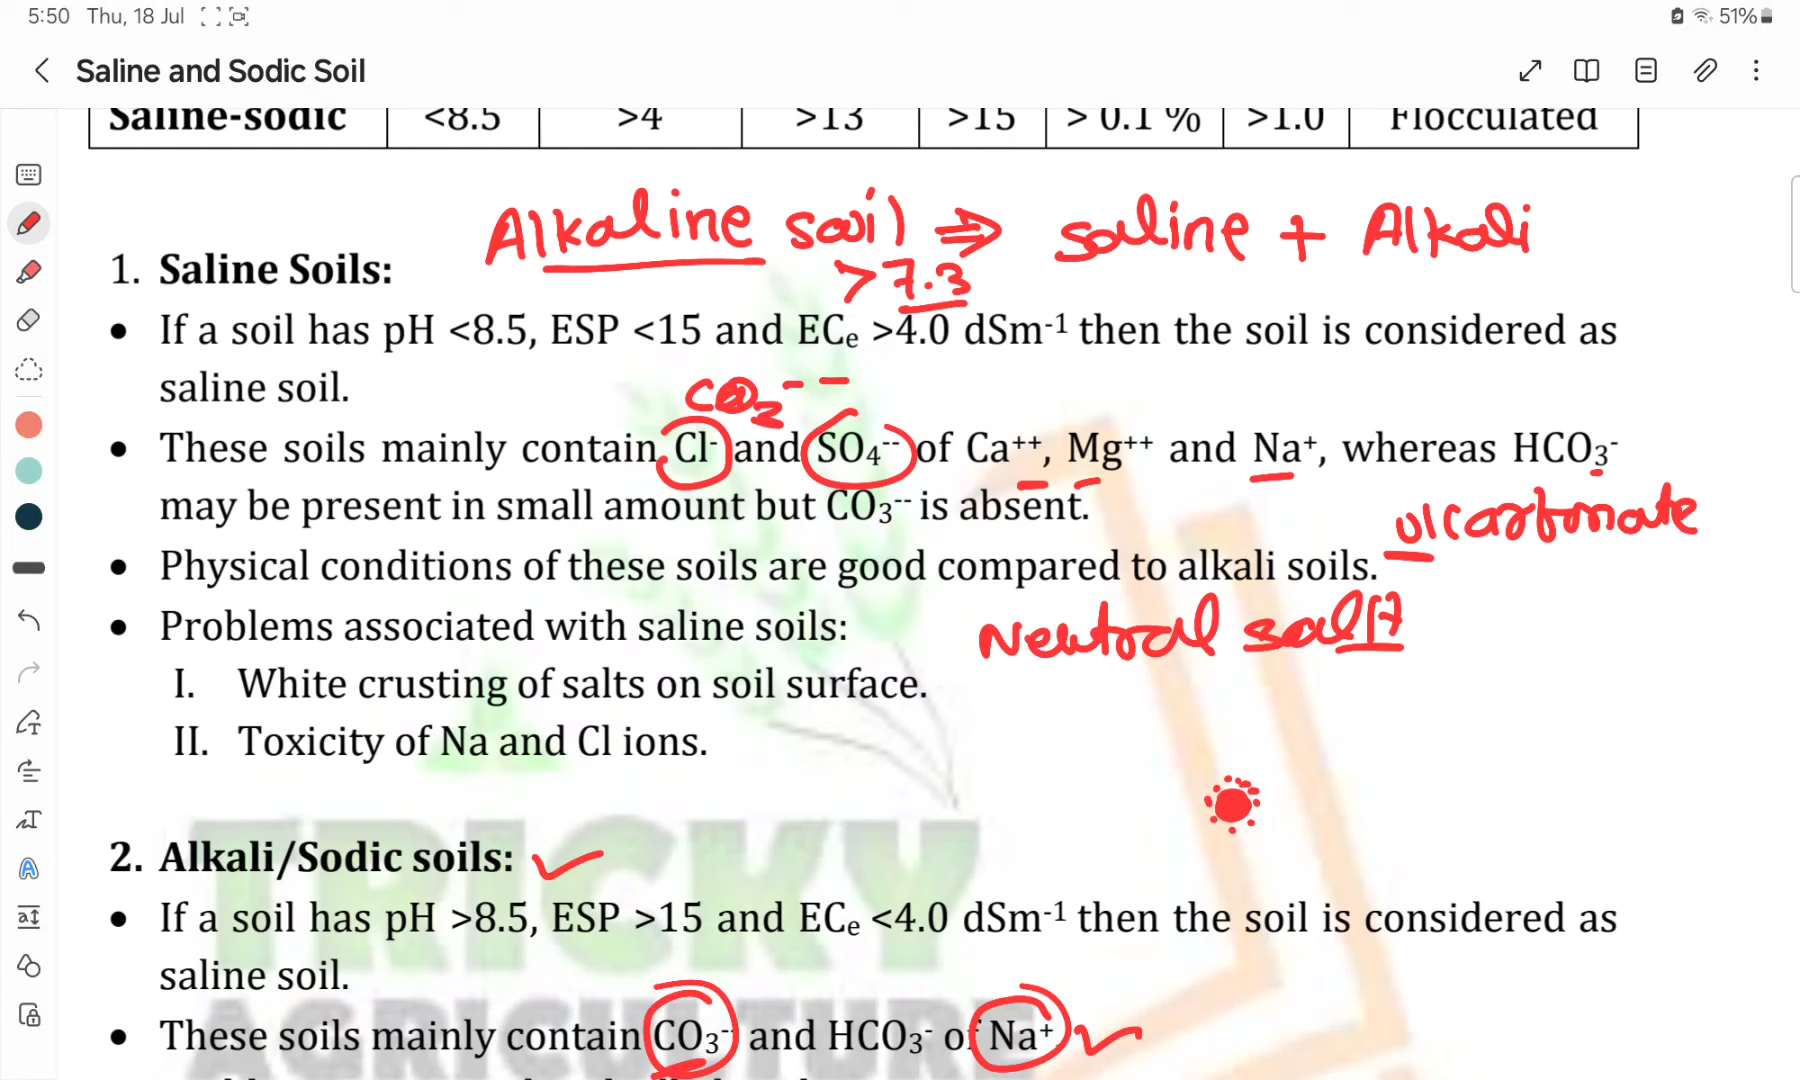 5:50 Thu, 18 Jul 51%
Saline and Sodic Soil
Saline-sodic <8.5 >4 >13 >15 > 0.1 % >1.0 Flocculated
Alkaline soil ⇒ saline + Alkali
>7.3
1. Saline Soils:
• If a soil has pH <8.5, ESP <15 and ECe >4.0 dSm-1 then the soil is considered as
saline soil.
• These soils mainly contain Cl- and SO4-- of Ca++, Mg++ and Na+, whereas HCO3-
may be present in small amount but CO3-- is absent.
• Physical conditions of these soils are good compared to alkali soils.
• Problems associated with saline soils:
Neutral salt
I. White crusting of salts on soil surface.
II. Toxicity of Na and Cl ions.
TRICKY
2. Alkali/Sodic soils:
• If a soil has pH >8.5, ESP >15 and ECe <4.0 dSm-1 then the soil is considered as
saline soil.
AGRICULTURE
• These soils mainly contain CO3-- and HCO3- of Na+